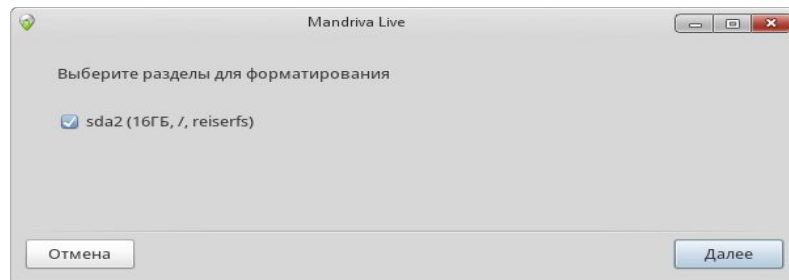 Mandriva Live
Выберите разделы для форматирования
sda2 (16ГБ, /, reiserfs)
Отмена
Далее